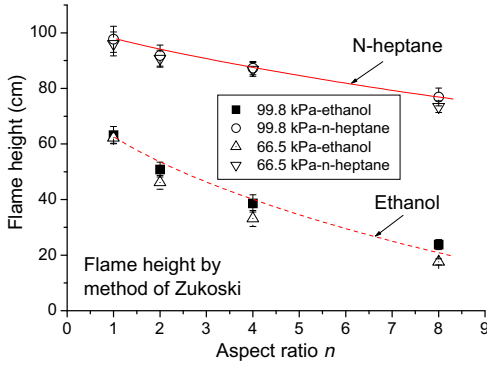 N-heptane
99.8 kPa-ethanol
99.8 kPa-n-heptane
66.5 kPa-ethanol
66.5 kPa-n-heptane
Ethanol
Flame height by
method of Zukoski
Flame height (cm)
0
20
40
60
80
100
0 1 2 3 4 5 6 7 8 9
Aspect ratio n